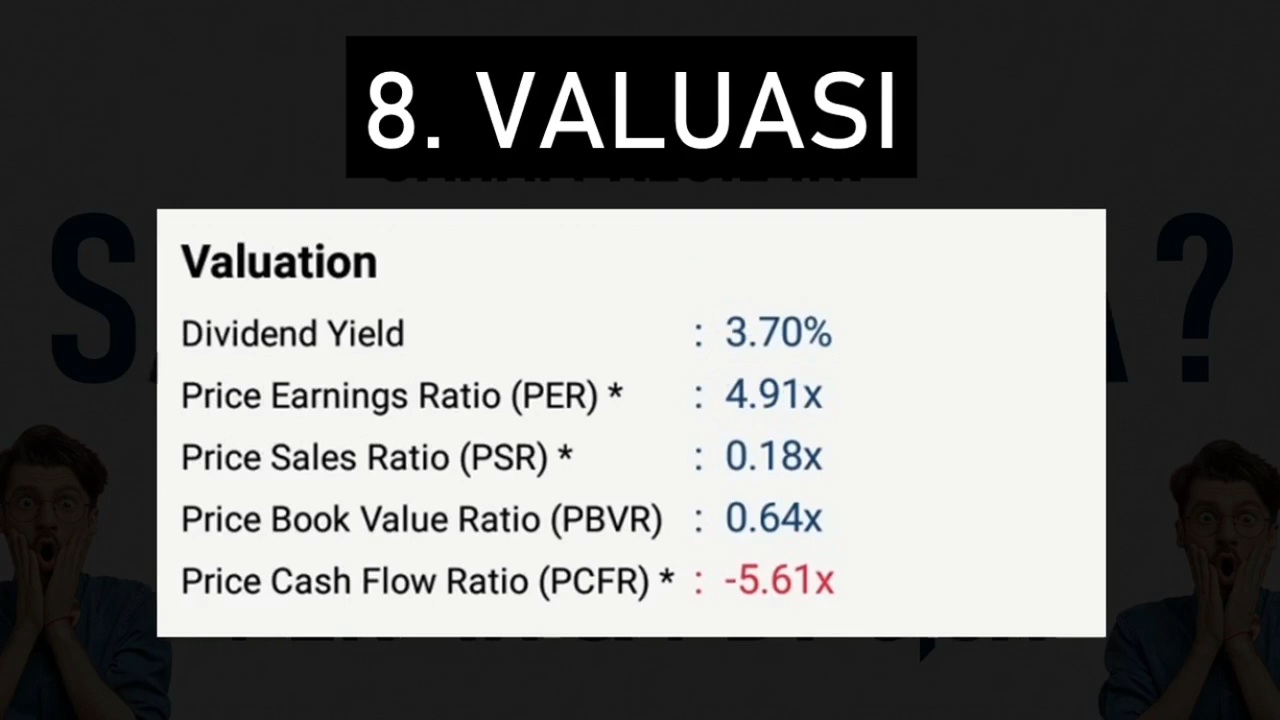 8. VALUASI
Valuation
Dividend Yield : 3.70%
Price Earnings Ratio (PER) * : 4.91x
Price Sales Ratio (PSR) * : 0.18x
Price Book Value Ratio (PBVR) : 0.64x
Price Cash Flow Ratio (PCFR) * : -5.61x